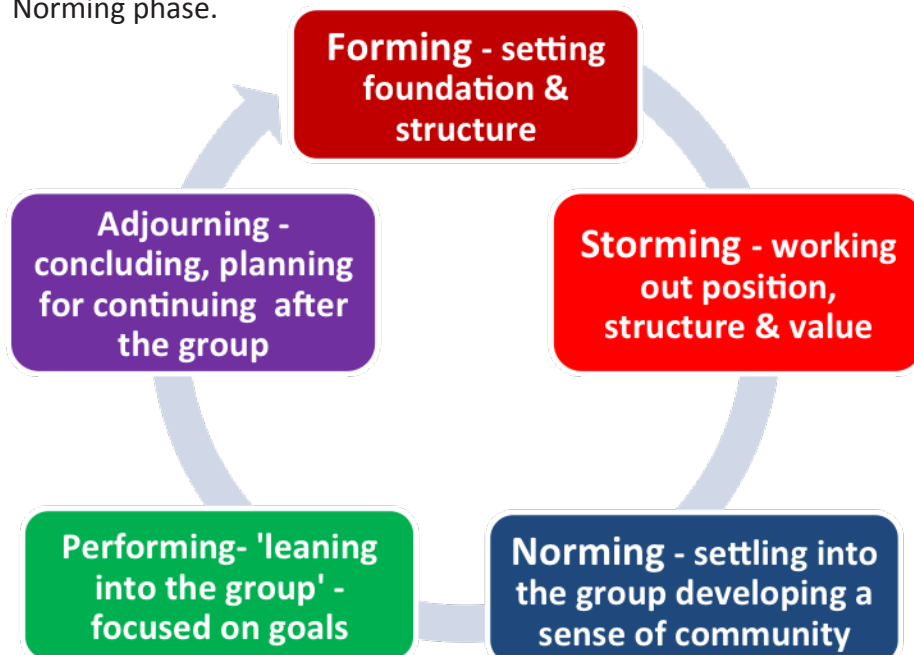 Norming phase.
Forming - setting
foundation &
structure
Storming - working
out position,
structure & value
Norming - settling into
the group developing a
sense of community
Performing- 'leaning
into the group' -
focused on goals
Adjourning -
concluding, planning
for continuing  after
the group